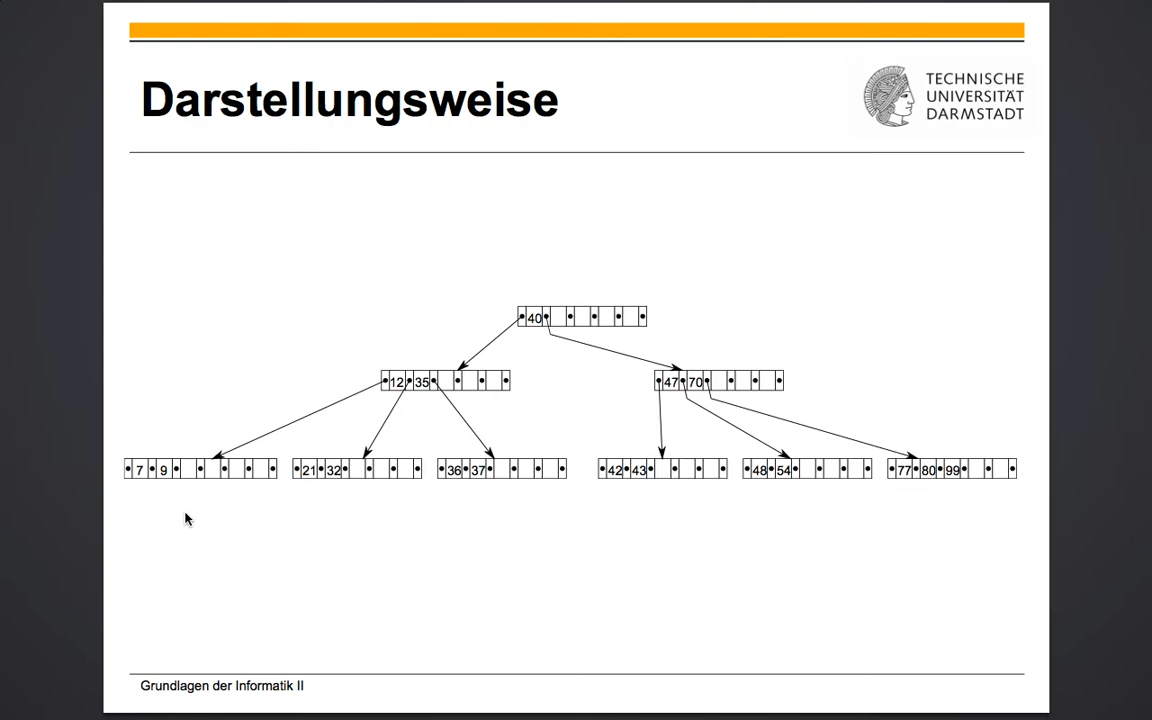 Darstellungsweise
TECHNISCHE
UNIVERSITÄT
DARMSTADT
40
12 35
47 70
7 9
21 32
36 37
42 43
48 54
77 80 99
Grundlagen der Informatik II